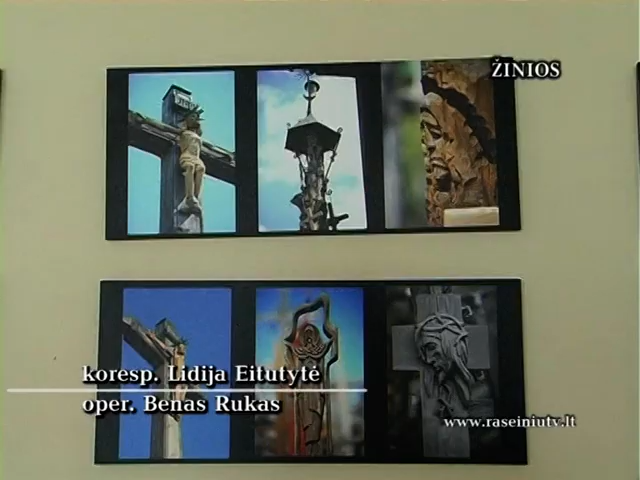 ŽINIOS
koresp. Lidija Eitutytė
oper. Benas Rukas
www.raseiniutv.lt